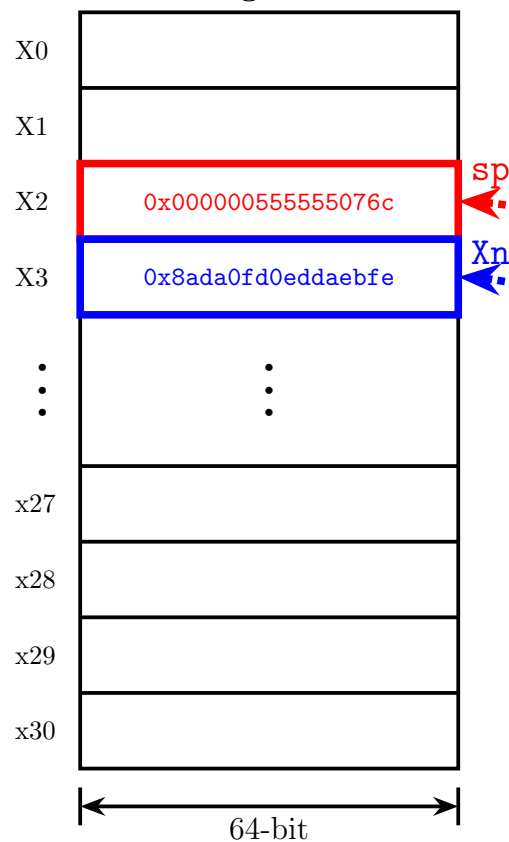 X0
X1
sp
X2 0x000000555555076c
Xn
X3 0x8ada0fd0eddaebfe
x27
x28
x29
x30
64-bit